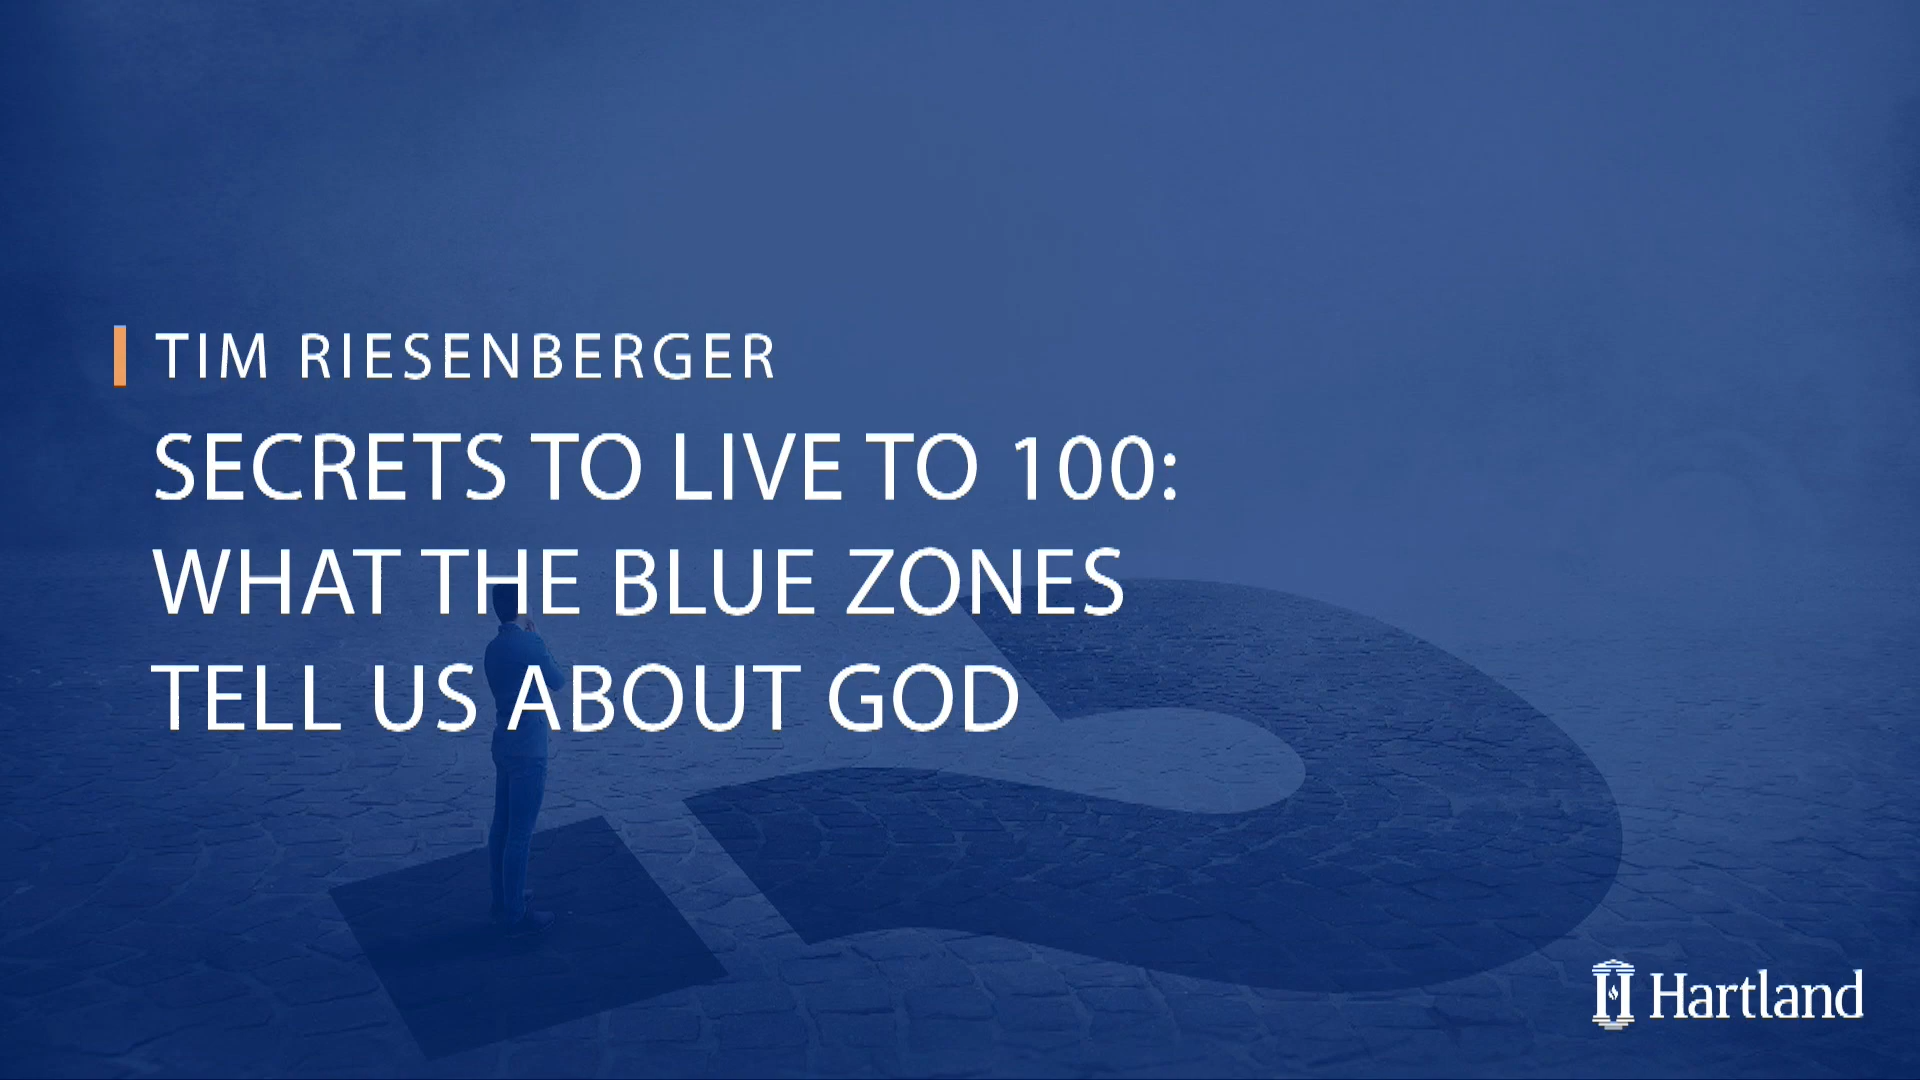 TIM RIESENBERGER
SECRETS TO LIVE TO 100:
WHAT THE BLUE ZONES
TELL US ABOUT GOD
Hartland